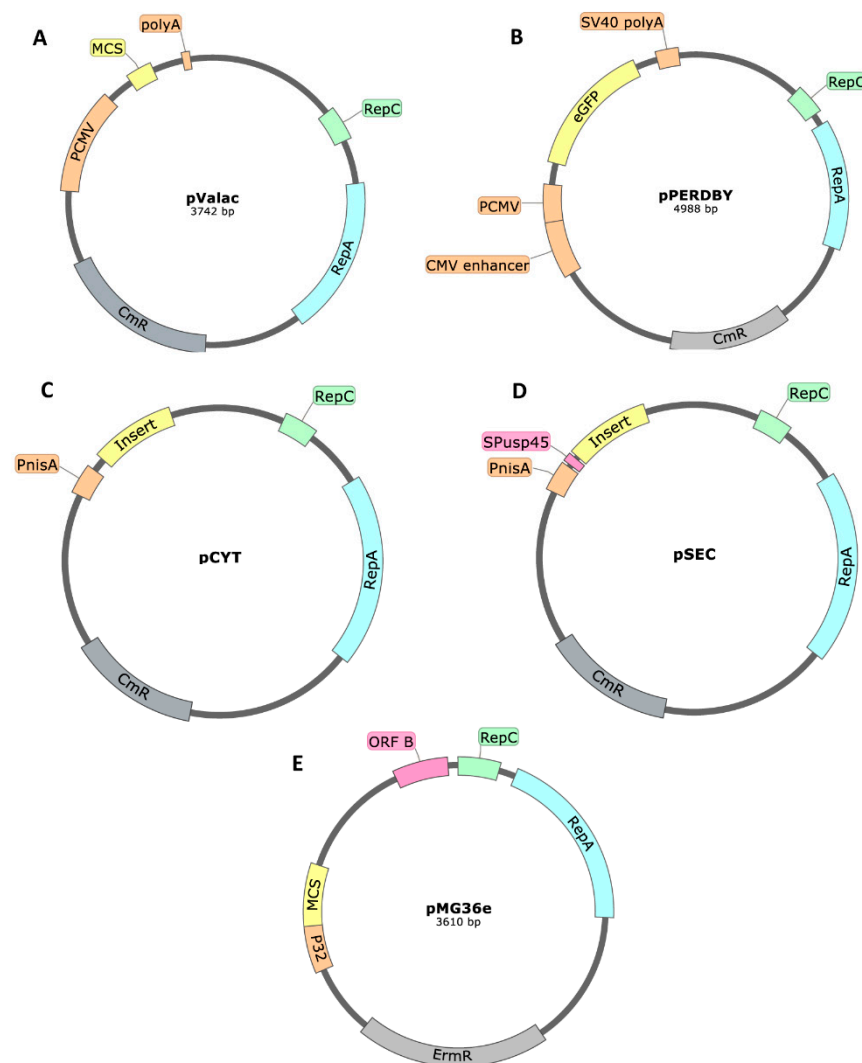 A
polyA
MCS
PCMV
RepC
pValac
3742 bp
RepA
CmR
B
SV40 polyA
eGFP
RepC
RepA
PCMV
pPERDBY
4988 bp
CMV enhancer
CmR
C
RepC
Insert
PnisA
pCYT
RepA
CmR
D
RepC
Insert
SPusp45
PnisA
pSEC
RepA
CmR
E
ORF B
RepC
RepA
MCS
pMG36e
3610 bp
P32
ErmR